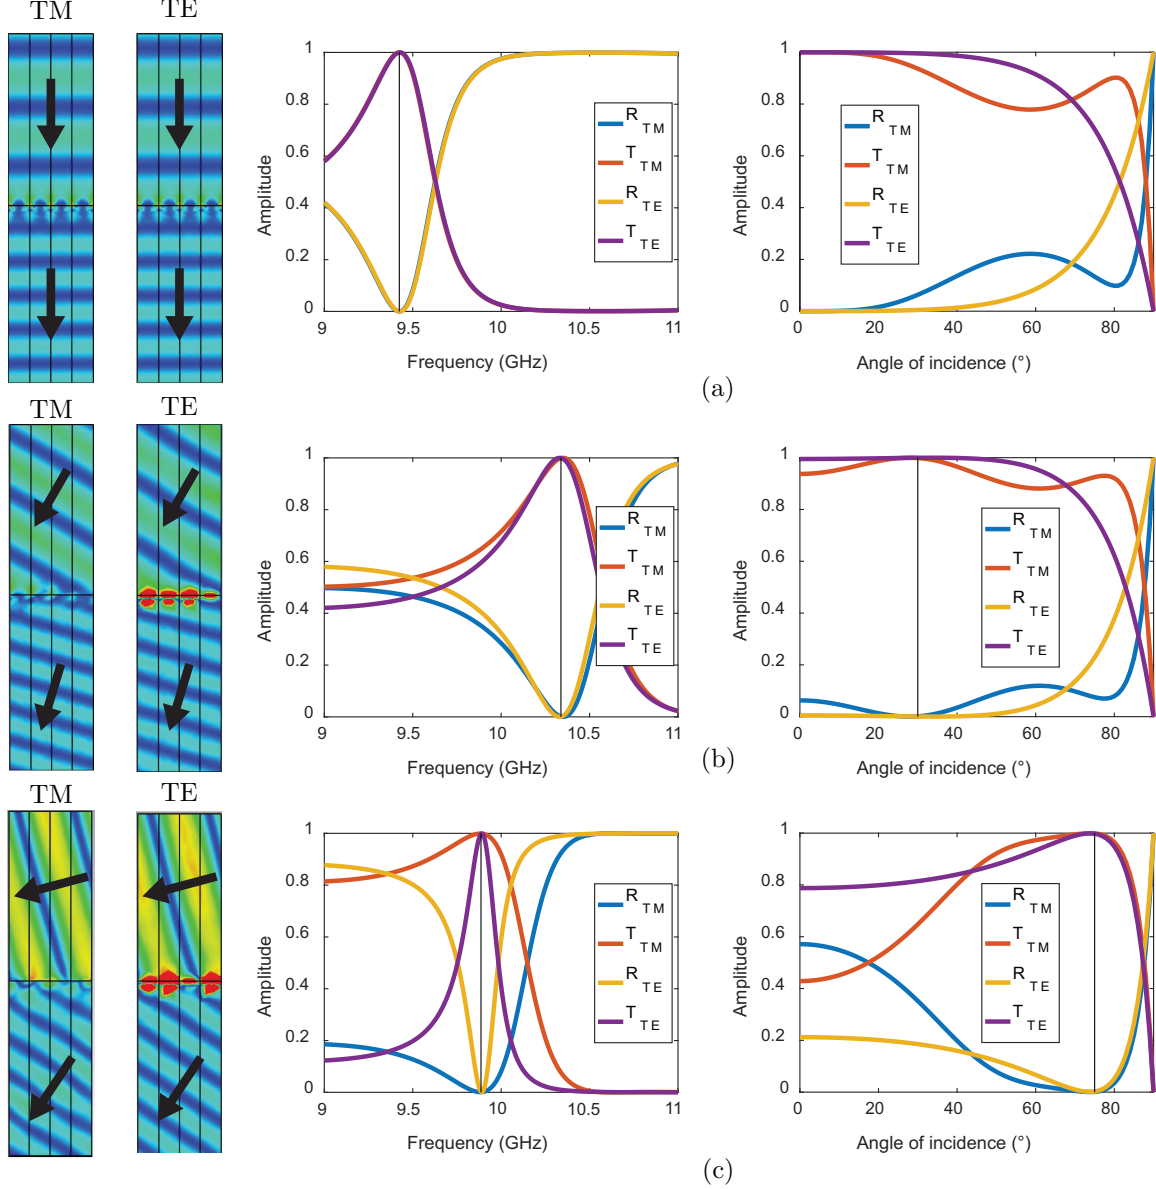 TM TE
1
0.8
0.6
0.4
0.2
0
Amplitude
9 9.5 10 10.5 11
Frequency (GHz)
R TM
T TM
R TE
T TE
1
0.8
0.6
0.4
0.2
0
Amplitude
0 20 40 60 80
Angle of incidence (°)
R TM
T TM
R TE
T TE
(a)
TM TE
1
0.8
0.6
0.4
0.2
0
Amplitude
9 9.5 10 10.5 11
Frequency (GHz)
R TM
T TM
R TE
T TE
1
0.8
0.6
0.4
0.2
0
Amplitude
0 20 40 60 80
Angle of incidence (°)
R TM
T TM
R TE
T TE
(b)
TM TE
1
0.8
0.6
0.4
0.2
0
Amplitude
9 9.5 10 10.5 11
Frequency (GHz)
R TM
T TM
R TE
T TE
1
0.8
0.6
0.4
0.2
0
Amplitude
0 20 40 60 80
Angle of incidence (°)
R TM
T TM
R TE
T TE
(c)